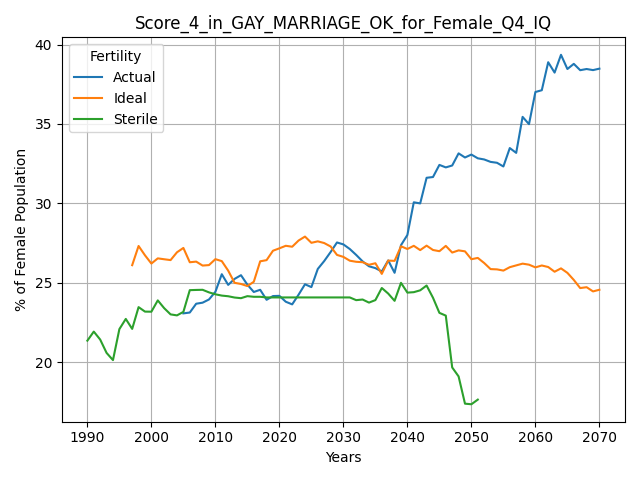 Score_4_in_GAY_MARRIAGE_OK_for_Female_Q4_IQ
% of Female Population
40
35
30
25
20
Fertility
Actual
Ideal
Sterile
1990 2000 2010 2020 2030 2040 2050 2060 2070
Years